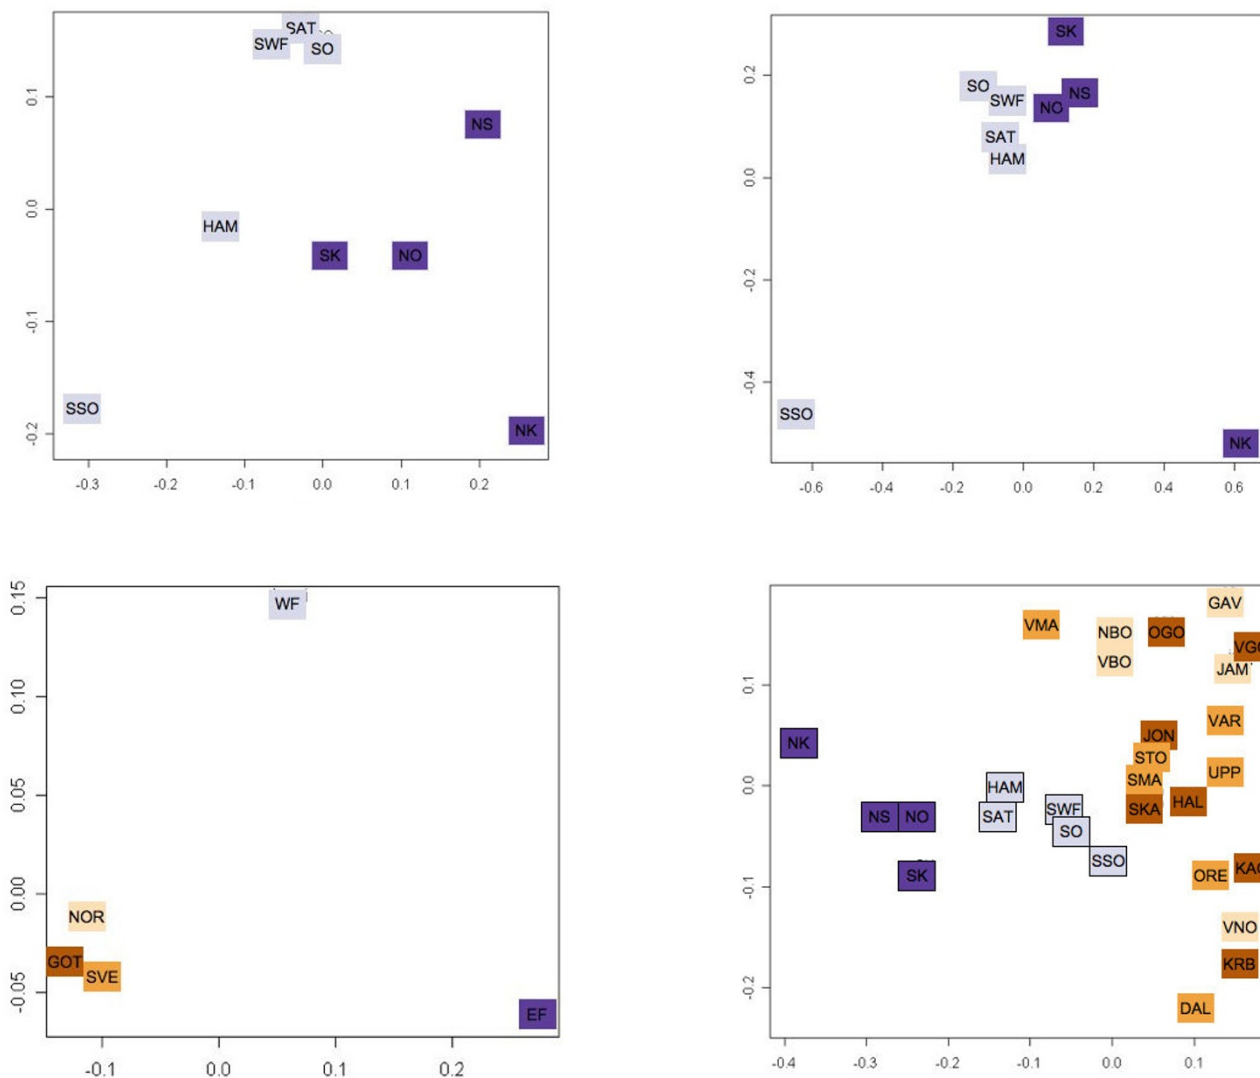 SAT
SWF
SO
0.1
NS
0.0
HAM
SK
NO
-0.1
SSO
-0.2
NK
-0.3
-0.2
-0.1
0.0
0.1
0.2
SK
0.2
SO
SWF
NS
NO
SAT
HAM
0.0
-0.2
-0.4
SSO
NK
-0.6
-0.4
-0.2
0.0
0.2
0.4
0.6
0.15
WF
0.10
0.05
0.00
NOR
GOT
SVE
-0.05
EF
-0.1
0.0
0.1
0.2
GAV
VMA
NBO
OGO
VBO
JAM
0.1
VAR
NK
JON
STO
UPP
SMA
0.0
HAM
SKA
HAL
NS
NO
SAT
SWF
SO
SSO
SK
ORE
-0.1
VNO
KRB
-0.2
DAL
-0.4
-0.3
-0.2
-0.1
0.0
0.1